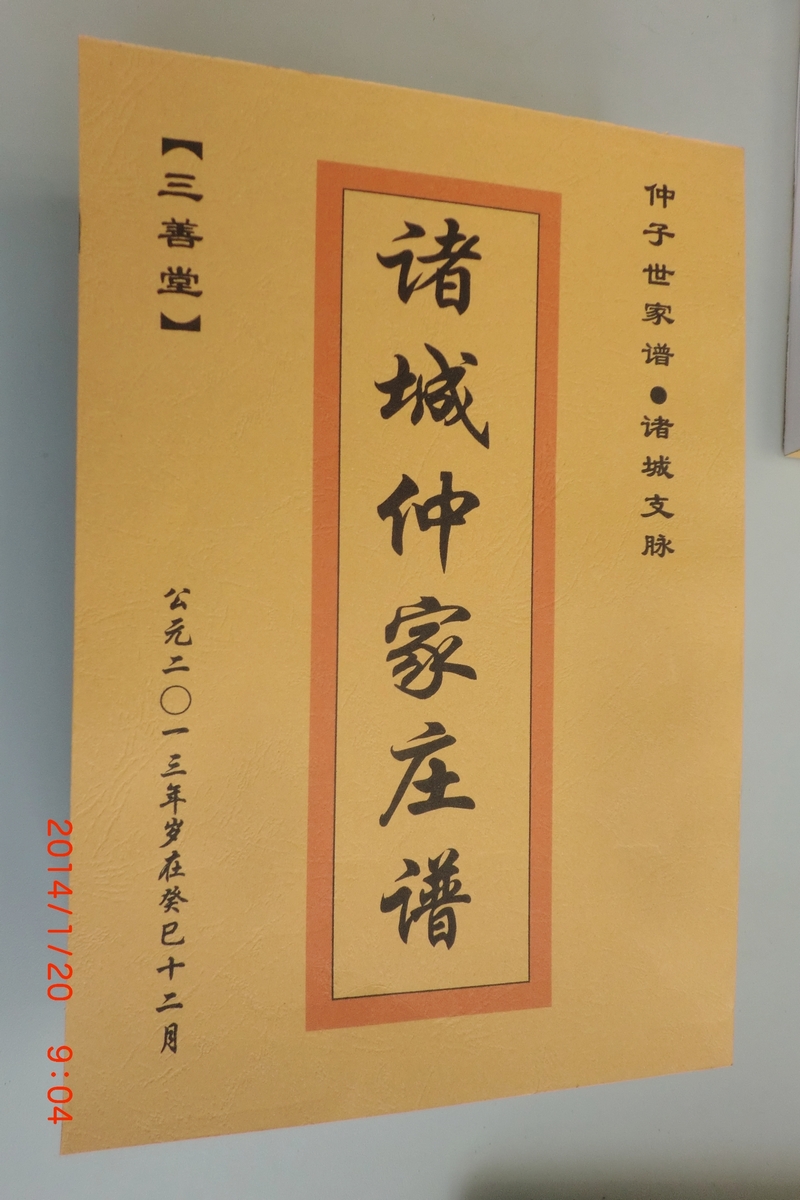 仲子世家谱●诸城支脉
诸城仲家庄谱
【三善堂】
公元二〇一三年岁在癸巳十二月
2014/1/20 9:04